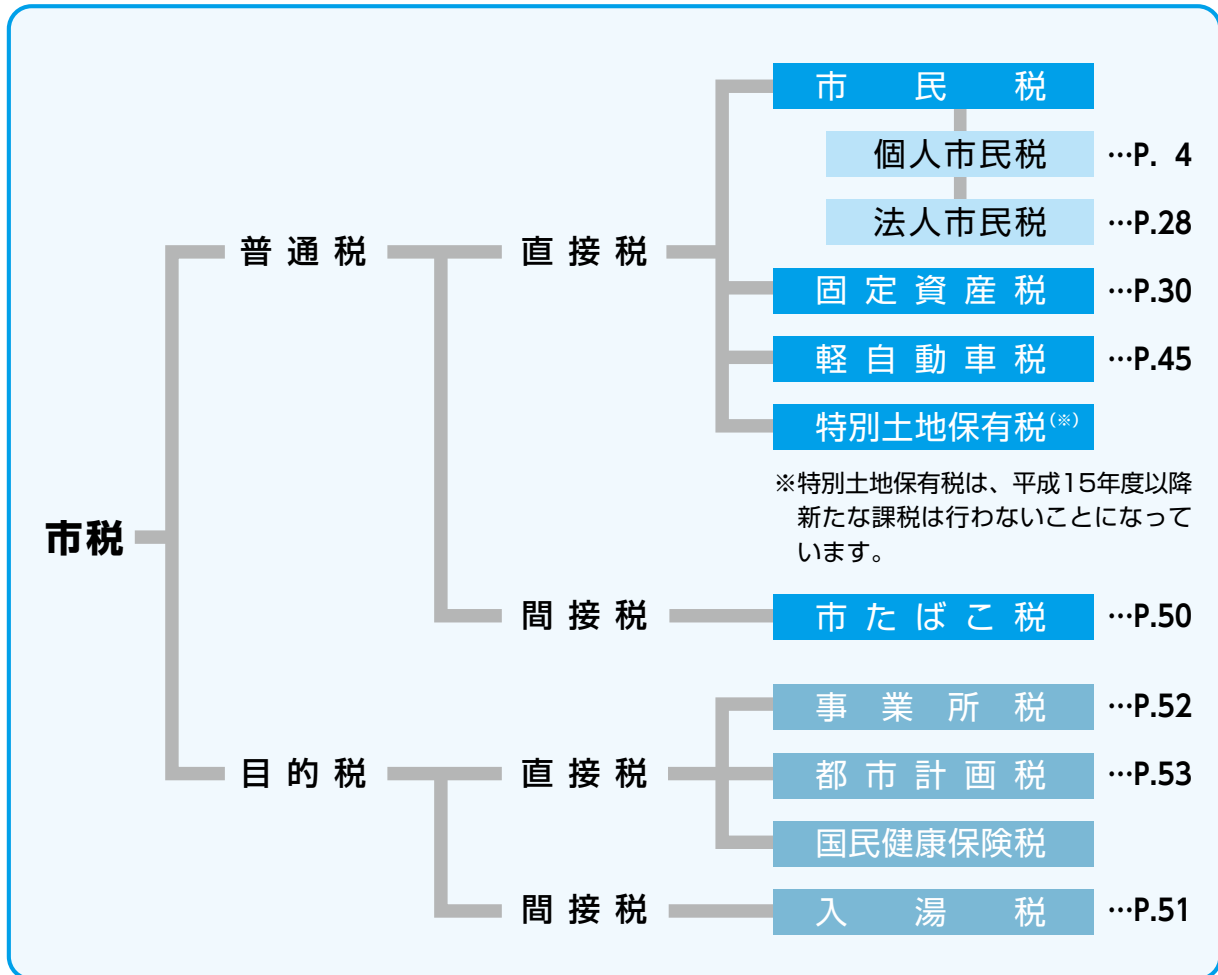 市民税
個人市民税 …P. 4
法人市民税 …P.28
普通税 直接税
固定資産税 …P.30
軽自動車税 …P.45
特別土地保有税(※)
※特別土地保有税は、平成15年度以降
新たな課税は行わないことになって
います。
市税
間接税 市たばこ税 …P.50
事業所税 …P.52
目的税 直接税 都市計画税 …P.53
国民健康保険税
間接税 入湯税 …P.51